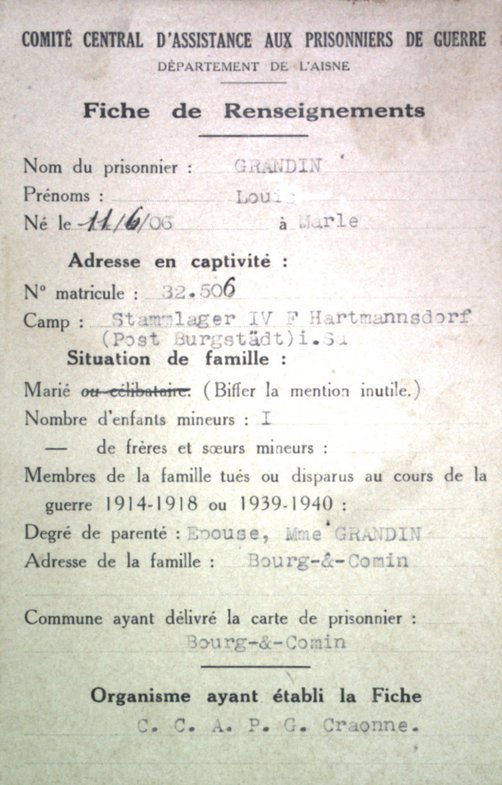 COMITÉ CENTRAL D'ASSISTANCE AUX PRISONNIERS DE GUERRE
DÉPARTEMENT DE L'AISNE
Fiche de Renseignements
Nom du prisonnier : GRANDIN
Prénoms : Louis
Né le 11/6/06 à Marle
Adresse en captivité :
N° matricule : 32.506
Camp : Stammlager IV F Hartmannsdorf
(Post Burgstädt)i.Sa
Situation de famille :
Marié ou célibataire. (Biffer la mention inutile.)
Nombre d'enfants mineurs : I
— de frères et sœurs mineurs :
Membres de la famille tués ou disparus au cours de la
guerre 1914-1918 ou 1939-1940 :
Degré de parenté : Epouse, Mme GRANDIN
Adresse de la famille : Bourg-&-Comin
Commune ayant délivré la carte de prisonnier :
Bourg-&-Comin
Organisme ayant établi la Fiche
C. C. A. P. G. Craonne.